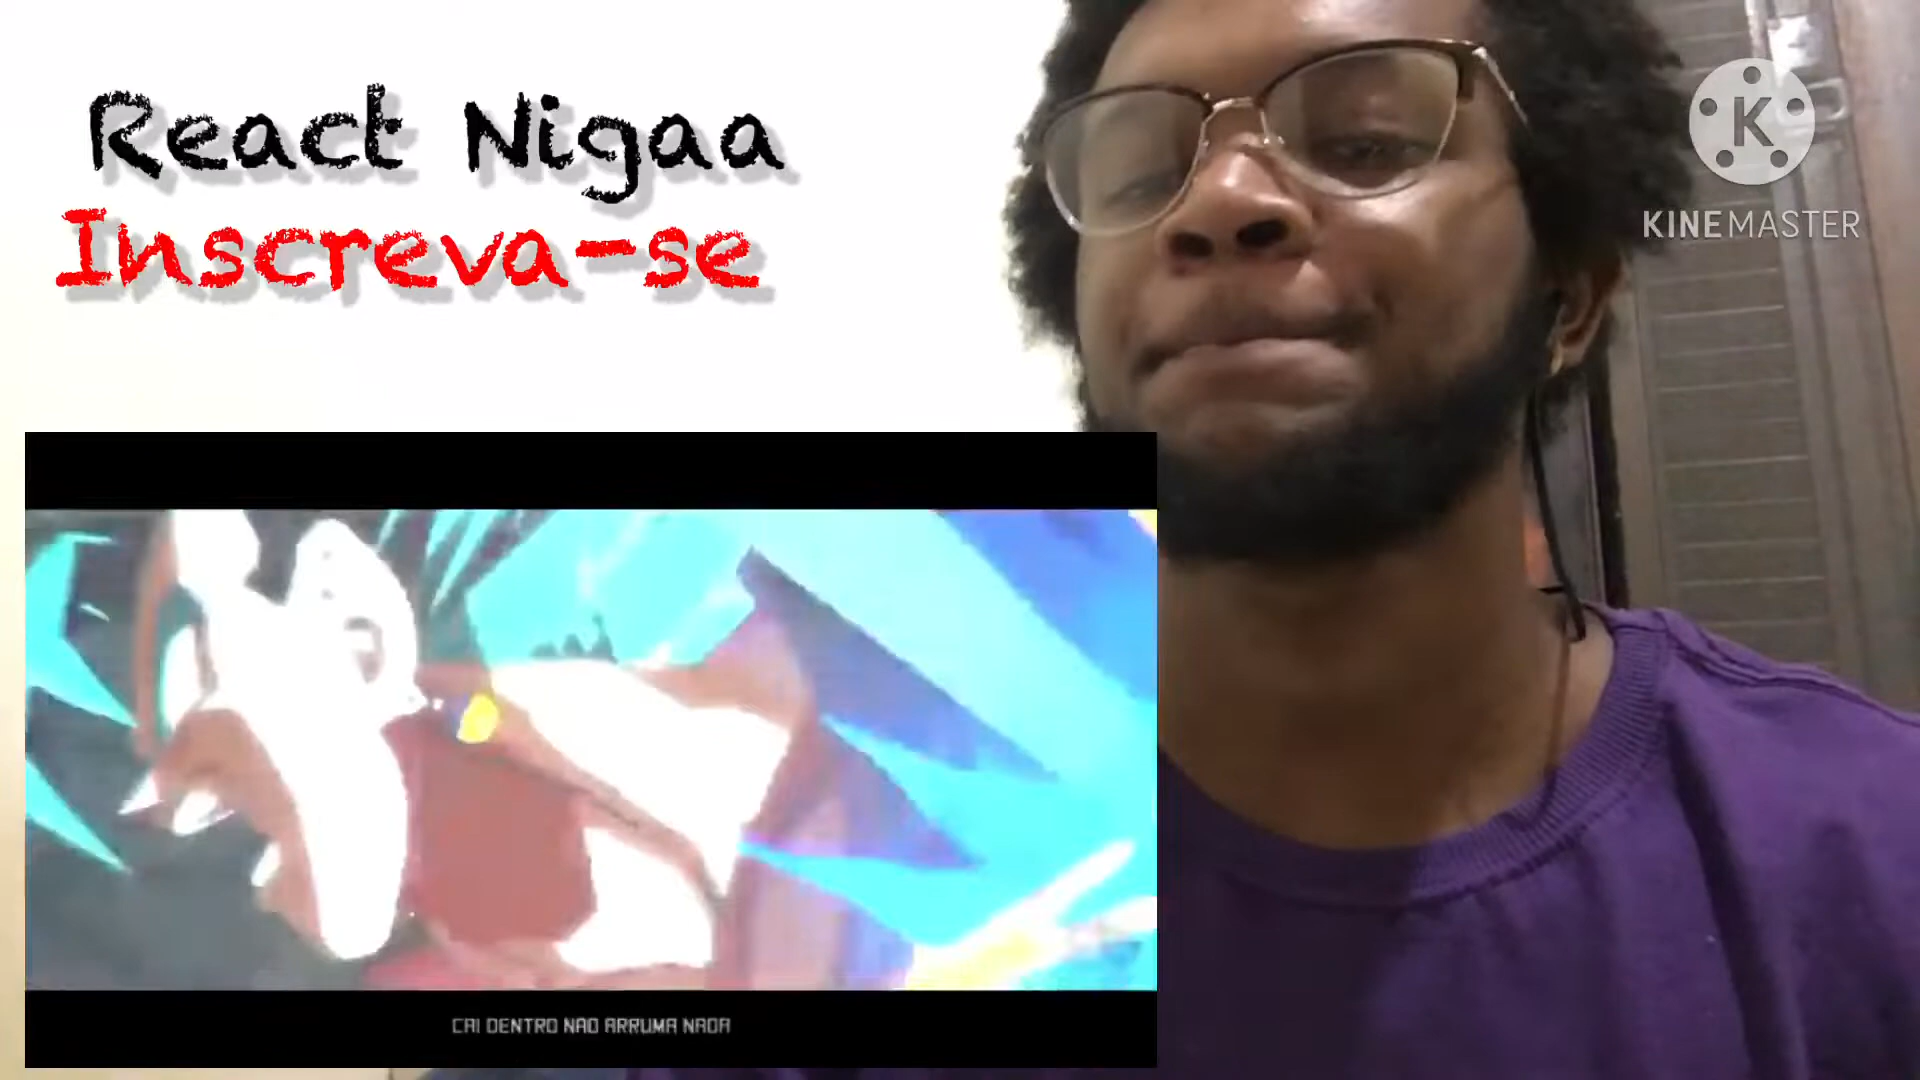 React Nigaa
Inscreva-se
K
KINEMASTER
CAI DENTRO NAO ARRUMA NADA